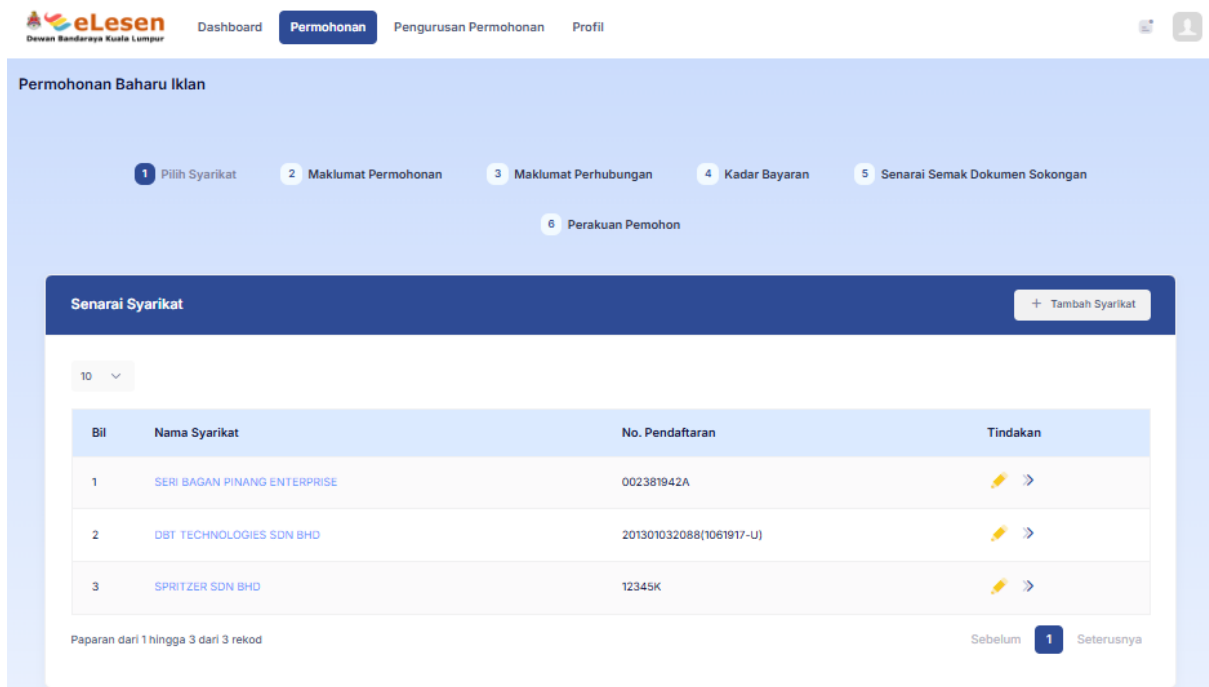 eLesen
Dewan Bandaraya Kuala Lumpur
Dashboard Permohonan Pengurusan Permohonan Profil
Permohonan Baharu Iklan
1 Pilih Syarikat 2 Maklumat Permohonan 3 Maklumat Perhubungan 4 Kadar Bayaran 5 Senarai Semak Dokumen Sokongan
6 Perakuan Pemohon
Senarai Syarikat + Tambah Syarikat
10
Bil Nama Syarikat No. Pendaftaran Tindakan
1 SERI BAGAN PINANG ENTERPRISE 002381942A
2 DBT TECHNOLOGIES SDN BHD 201301032088(1061917-U)
3 SPRITZER SDN BHD 12345K
Paparan dari 1 hingga 3 dari 3 rekod Sebelum 1 Seterusnya